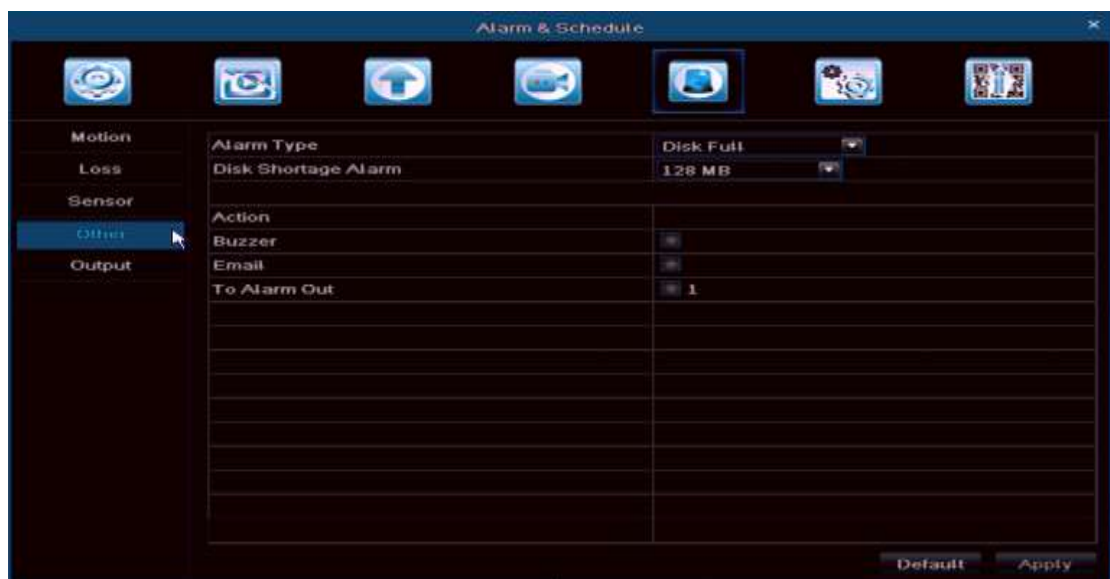 Alarm & Schedule
Motion
Loss
Sensor
Other
Output
Alarm Type Disk Full
Disk Shortage Alarm 128 MB
Action
Buzzer
Email
To Alarm Out 1
Default Apply